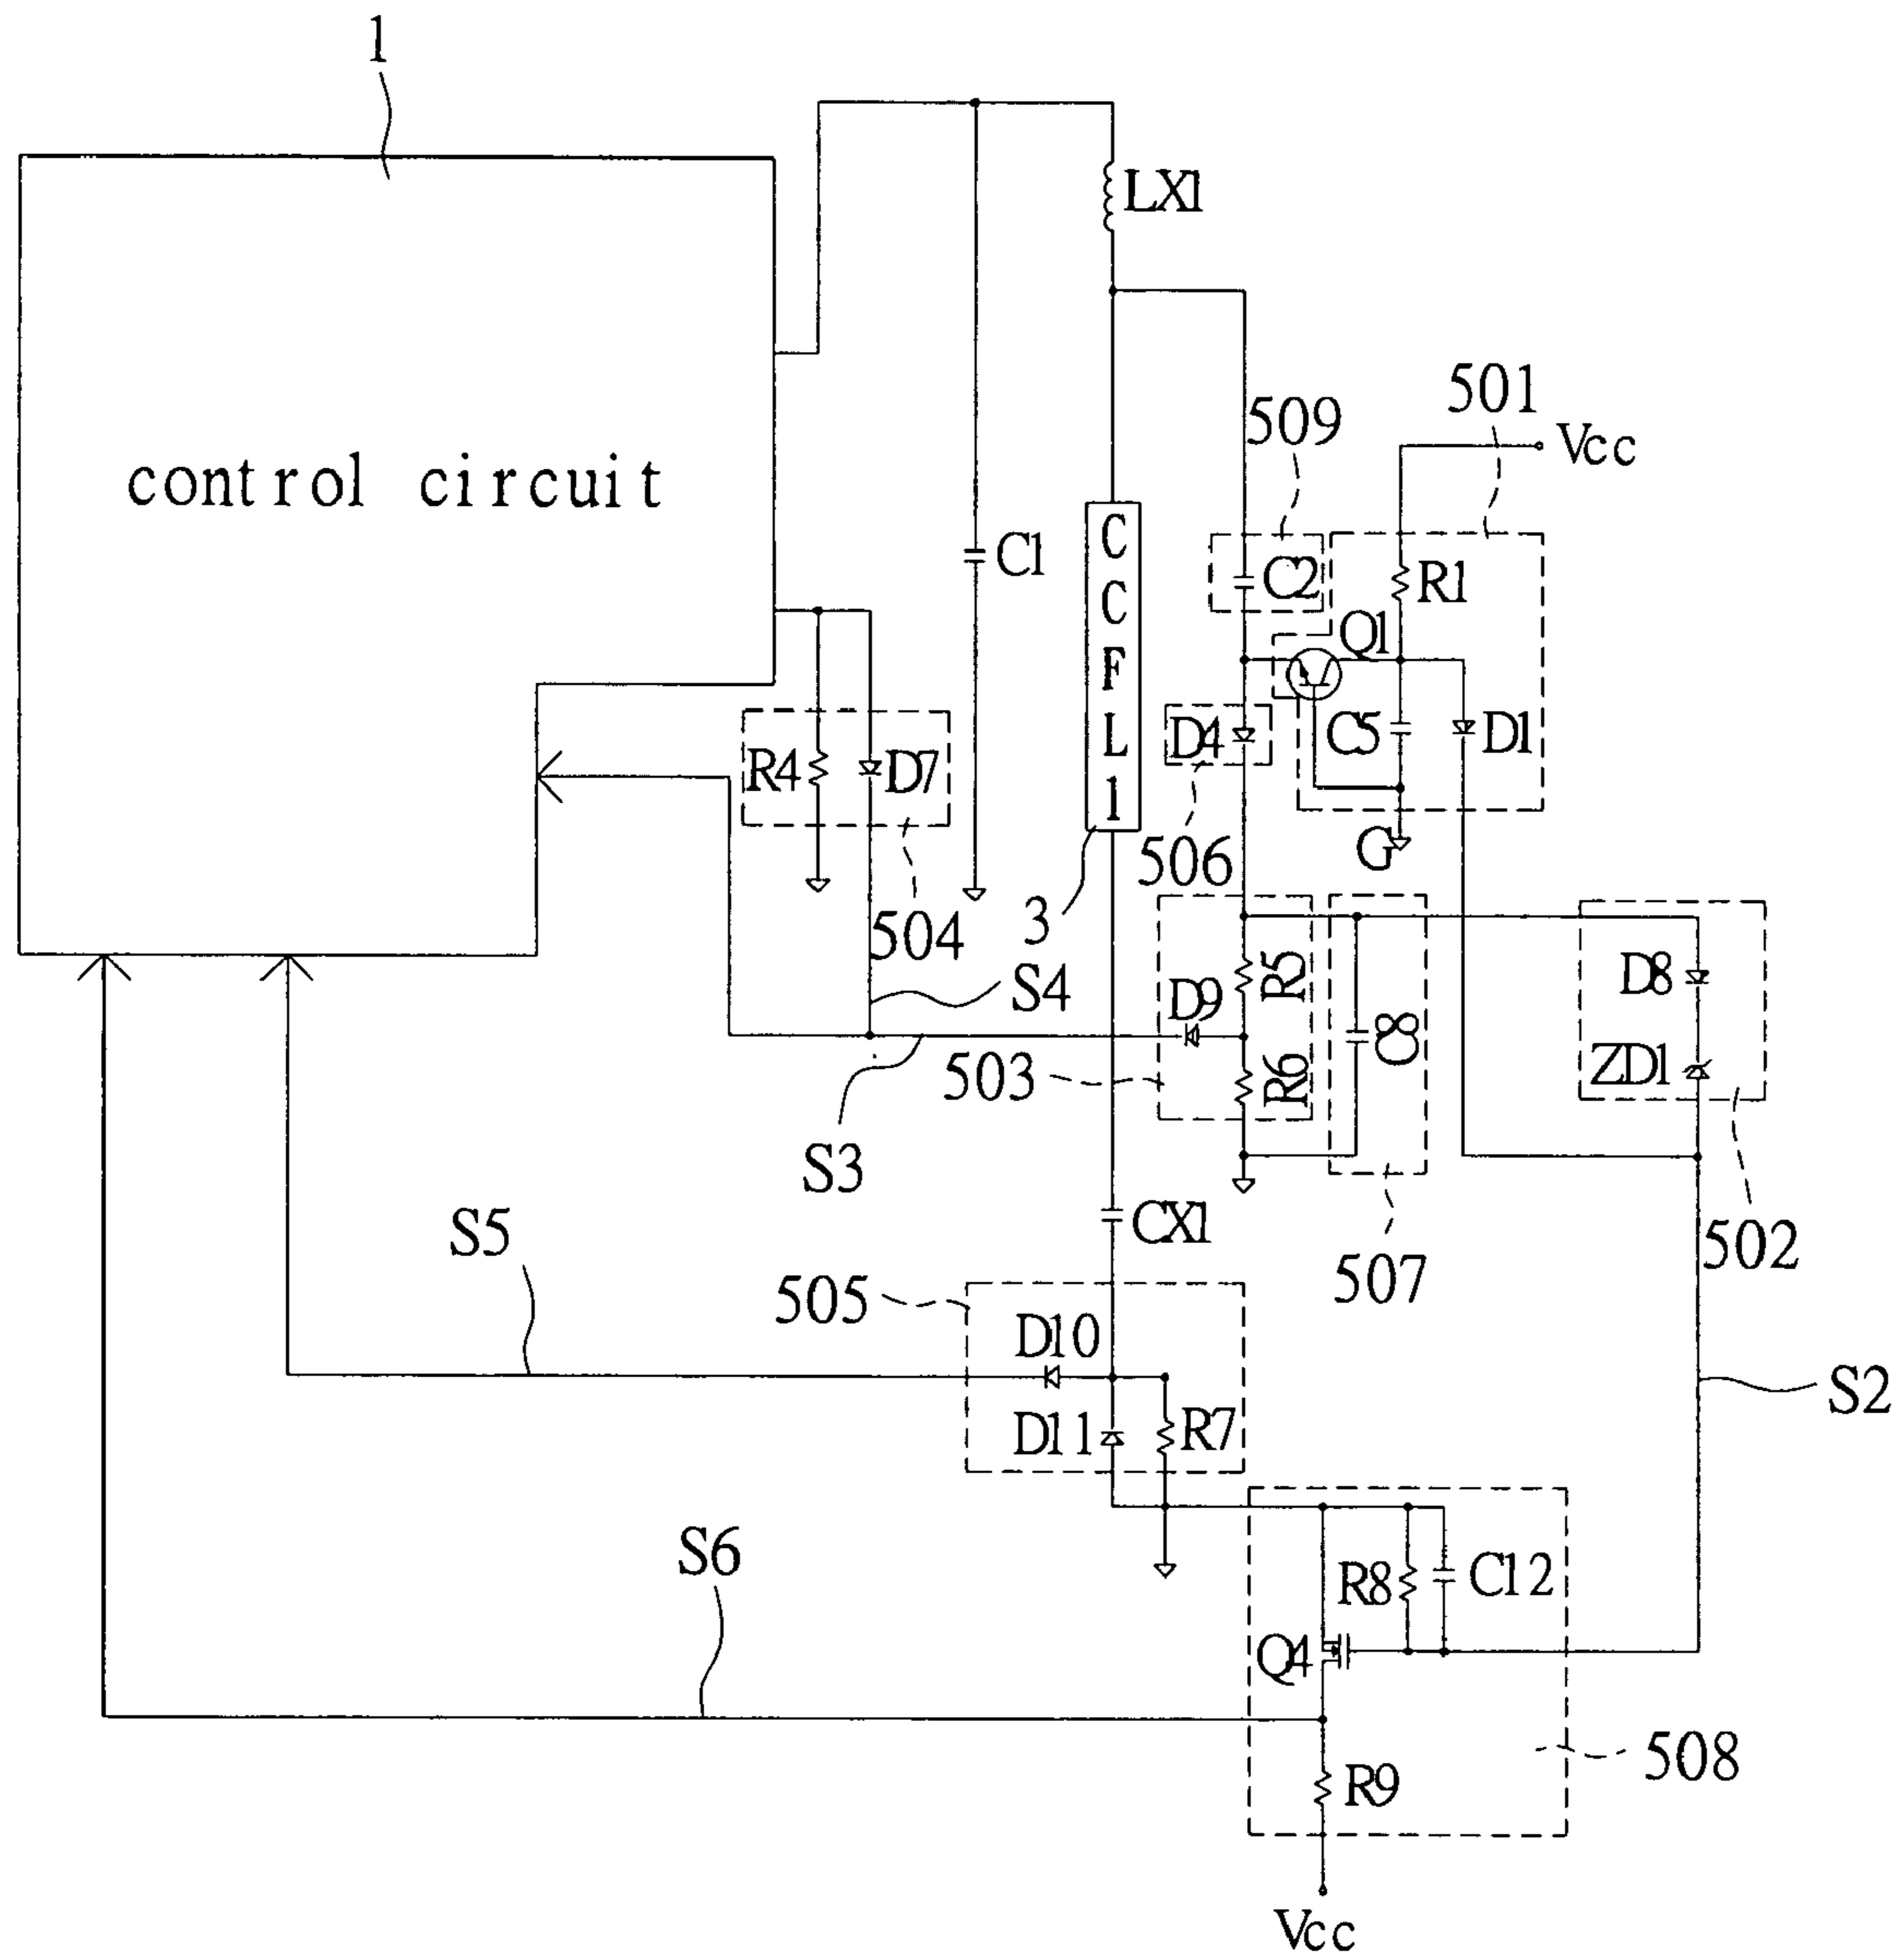 1
LX1
501
509
Vcc
control circuit
C
C
F
L
1
C1
C2
R1
Q1
R4
D7
D4
C5
D1
506
G
3
504
S4
D9
R5
D8
C8
ZD1
503
R6
S3
CX1
S5
502
507
505
D10
S2
D11
R7
S6
R8
C12
Q4
508
R9
Vcc